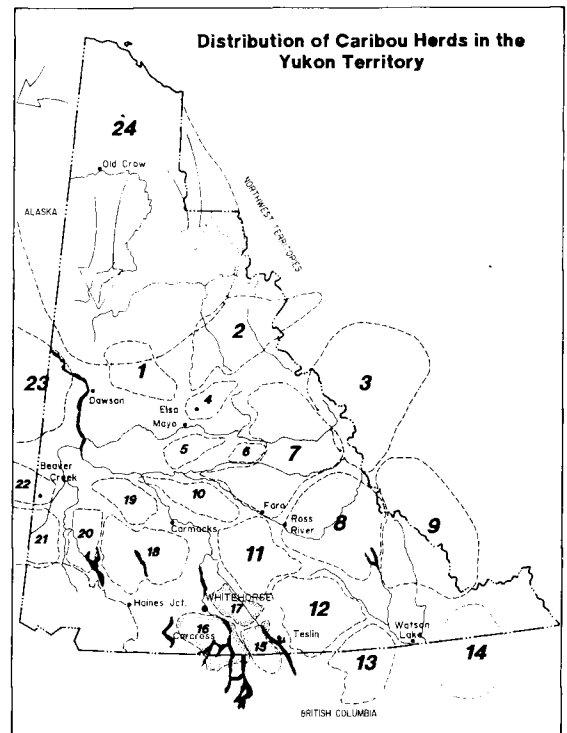 Distribution of Caribou Herds in the
Yukon Territory
24
Old Crow
ALASKA
NORTHWEST TERRITORIES
2
1
3
23
Dawson
4
Elsa
Mayo
5
6
7
Beaver
Creek
22
19
10
Faro
Ross
River
8
9
21
20
18
Carmacks
11
Haines Jct.
WHITEHORSE
17
12
16
Carcross
15
Teslin
Watson
Lake
13
14
BRITISH COLUMBIA